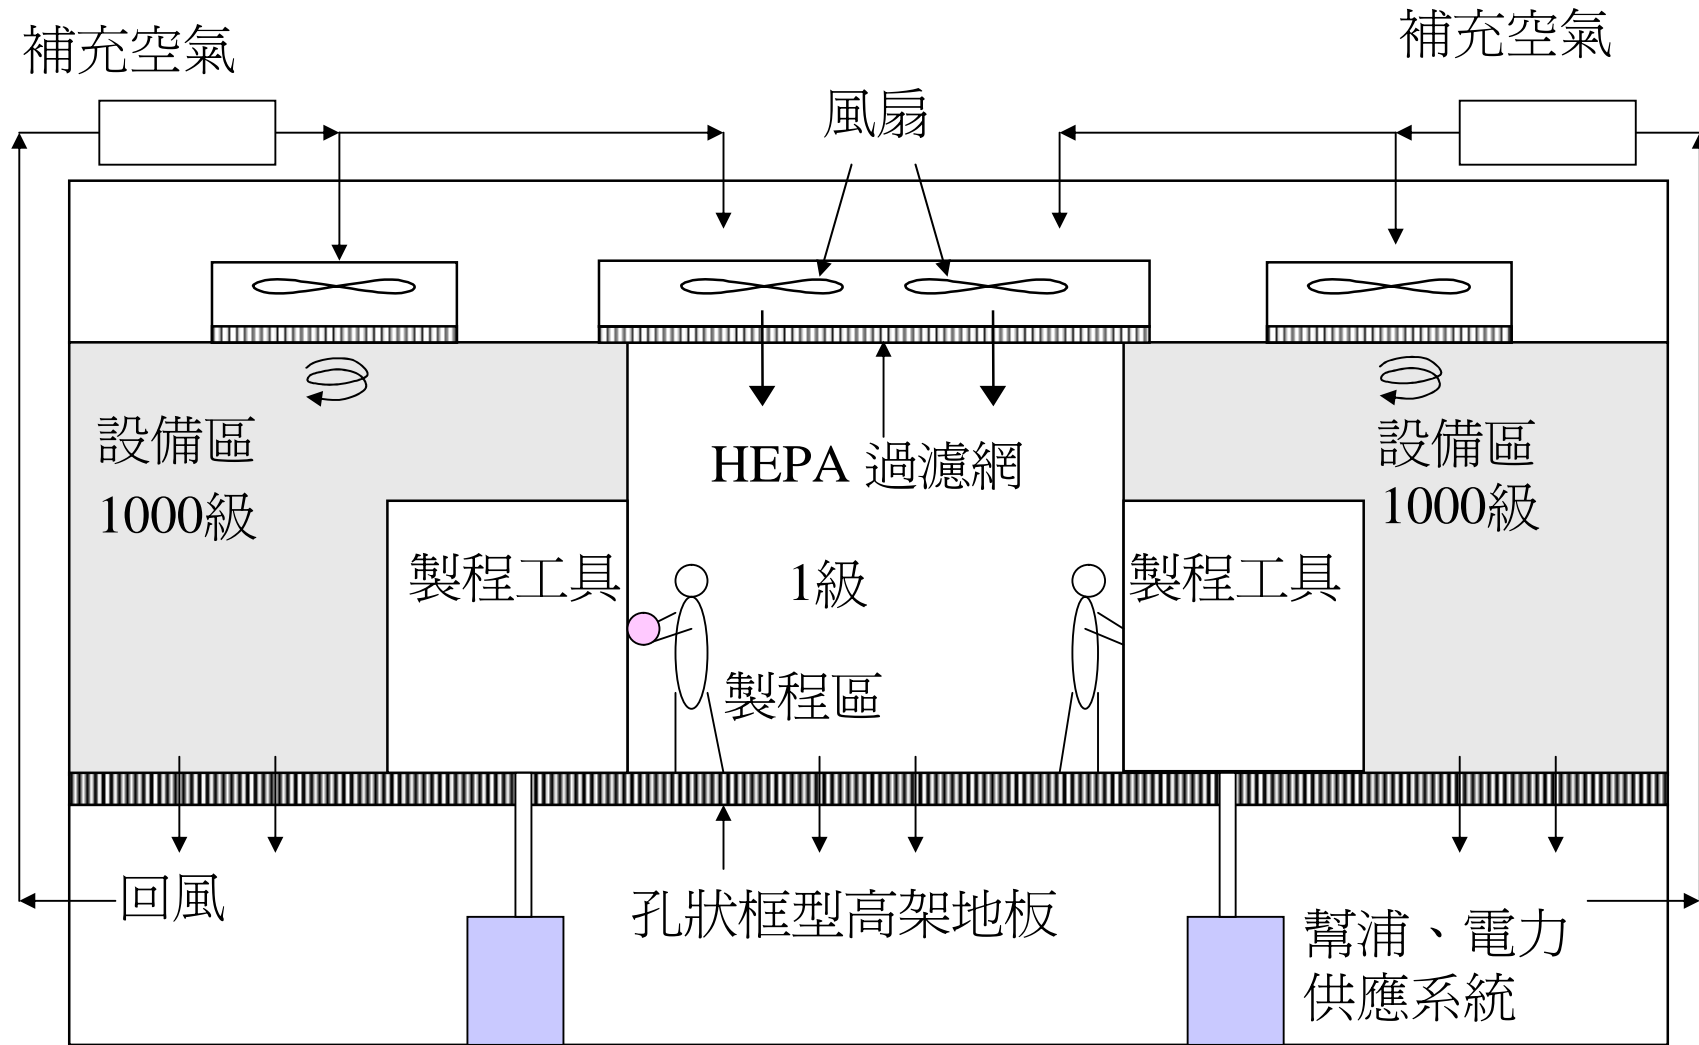 補充空氣
補充空氣
風扇
設備區
1000級
HEPA 過濾網
設備區
1000級
製程工具
1級
製程工具
製程區
回風
孔狀框型高架地板
幫浦、電力
供應系統